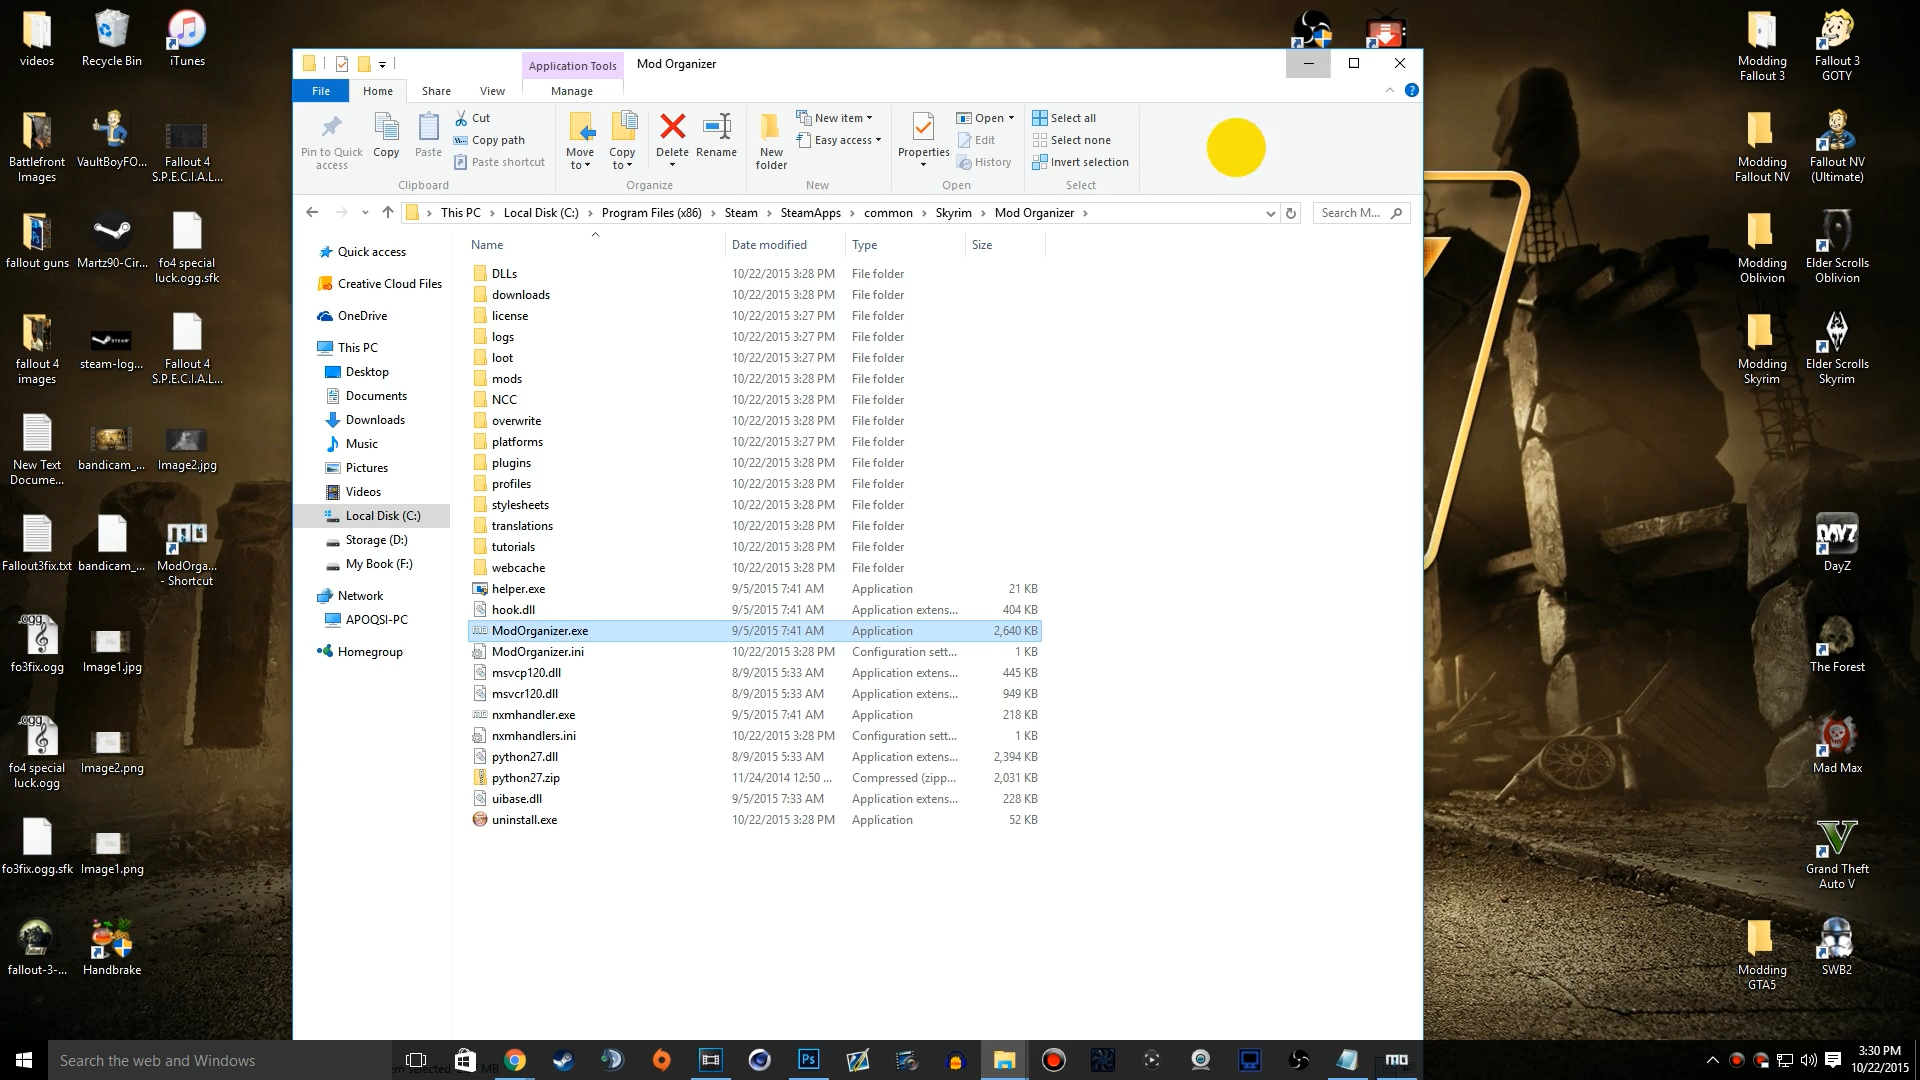 videos
Recycle Bin
iTunes
Battlefront
Images
VaultBoyFO...
Fallout 4
S.P.E.C.I.A.L...
fallout guns
Martz90-Cir...
fo4 special
luck.ogg.sfk
fallout 4
images
steam-log...
Fallout 4
S.P.E.C.I.A.L...
New Text
Docume...
bandicam_...
Image2.jpg
Fallout3fix.txt
bandicam_...
ModOrga...
- Shortcut
fo3fix.ogg
Image1.jpg
fo4 special
luck.ogg
Image2.png
fo3fix.ogg.sfk
Image1.png
fallout-3-...
Handbrake
Application Tools
Mod Organizer
File
Home
Share
View
Manage
Pin to Quick
access
Copy
Paste
Cut
Copy path
Paste shortcut
Clipboard
Move
to
Copy
to
Delete
Rename
Organize
New
folder
New item
Easy access
New
Properties
Open
Edit
History
Open
Select all
Select none
Invert selection
Select
This PC > Local Disk (C:) > Program Files (x86) > Steam > SteamApps > common > Skyrim > Mod Organizer >
Search M...
Quick access
Creative Cloud Files
OneDrive
This PC
Desktop
Documents
Downloads
Music
Pictures
Videos
Local Disk (C:)
Storage (D:)
My Book (F:)
Network
APOQSI-PC
Homegroup
Name Date modified Type Size
DLLs 10/22/2015 3:28 PM File folder
downloads 10/22/2015 3:28 PM File folder
license 10/22/2015 3:27 PM File folder
logs 10/22/2015 3:27 PM File folder
loot 10/22/2015 3:27 PM File folder
mods 10/22/2015 3:28 PM File folder
NCC 10/22/2015 3:28 PM File folder
overwrite 10/22/2015 3:28 PM File folder
platforms 10/22/2015 3:27 PM File folder
plugins 10/22/2015 3:28 PM File folder
profiles 10/22/2015 3:28 PM File folder
stylesheets 10/22/2015 3:28 PM File folder
translations 10/22/2015 3:28 PM File folder
tutorials 10/22/2015 3:28 PM File folder
webcache 10/22/2015 3:28 PM File folder
helper.exe 9/5/2015 7:41 AM Application 21 KB
hook.dll 9/5/2015 7:41 AM Application extens... 404 KB
ModOrganizer.exe 9/5/2015 7:41 AM Application 2,640 KB
ModOrganizer.ini 10/22/2015 3:28 PM Configuration sett... 1 KB
msvcp120.dll 8/9/2015 5:33 AM Application extens... 445 KB
msvcr120.dll 8/9/2015 5:33 AM Application extens... 949 KB
nxmhandler.exe 9/5/2015 7:41 AM Application 218 KB
nxmhandlers.ini 10/22/2015 3:28 PM Configuration sett... 1 KB
python27.dll 8/9/2015 5:33 AM Application extens... 2,394 KB
python27.zip 11/24/2014 12:50 ... Compressed (zipp... 2,031 KB
uibase.dll 9/5/2015 7:33 AM Application extens... 228 KB
uninstall.exe 10/22/2015 3:28 PM Application 52 KB
Modding
Fallout 3
Fallout 3
GOTY
Modding
Fallout NV
Fallout NV
(Ultimate)
Modding
Oblivion
Elder Scrolls
Oblivion
Modding
Skyrim
Elder Scrolls
Skyrim
DAYZ
DayZ
The Forest
Mad Max
Grand Theft
Auto V
Modding
GTA5
SWB2
Search the web and Windows
Ps
3:30 PM
10/22/2015